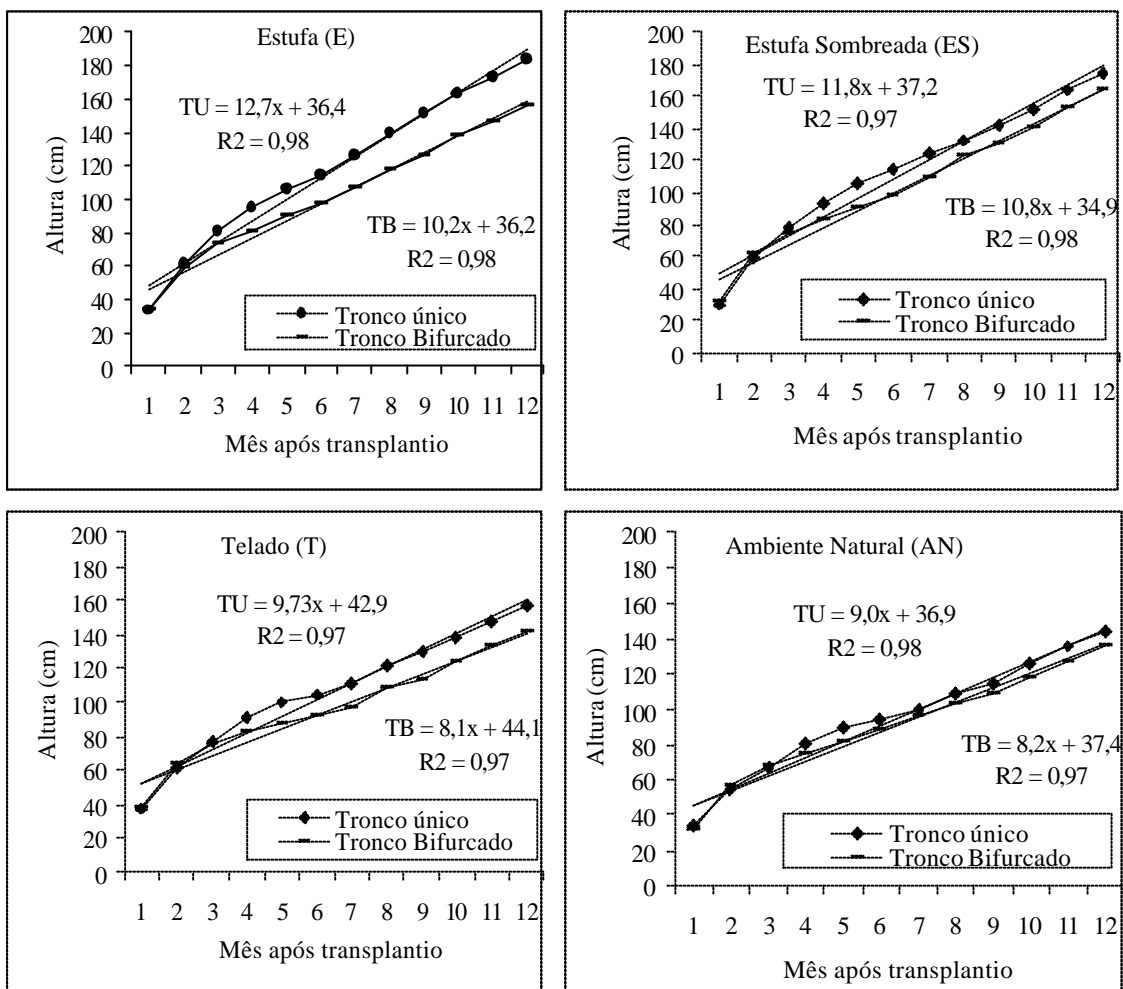 Estufa (E)
200
180
160
140
120
100
80
60
40
20
0
Altura (cm)
TU = 12,7x + 36,4
R2 = 0,98
TB = 10,2x + 36,2
R2 = 0,98
Tronco único
Tronco Bifurcado
1 2 3 4 5 6 7 8 9 10 11 12
Mês após transplantio
Estufa Sombreada (ES)
200
180
160
140
120
100
80
60
40
20
0
Altura (cm)
TU = 11,8x + 37,2
R2 = 0,97
TB = 10,8x + 34,9
R2 = 0,98
Tronco único
Tronco Bifurcado
1 2 3 4 5 6 7 8 9 10 11 12
Mês após transplantio
Telado (T)
200
180
160
140
120
100
80
60
40
20
0
Altura (cm)
TU = 9,73x + 42,9
R2 = 0,97
TB = 8,1x + 44,1
R2 = 0,97
Tronco único
Tronco Bifurcado
1 2 3 4 5 6 7 8 9 10 11 12
Mês após transplantio
Ambiente Natural (AN)
200
180
160
140
120
100
80
60
40
20
0
Altura (cm)
TU = 9,0x + 36,9
R2 = 0,98
TB = 8,2x + 37,4
R2 = 0,97
Tronco único
Tronco Bifurcado
1 2 3 4 5 6 7 8 9 10 11 12
Mês após transplantio